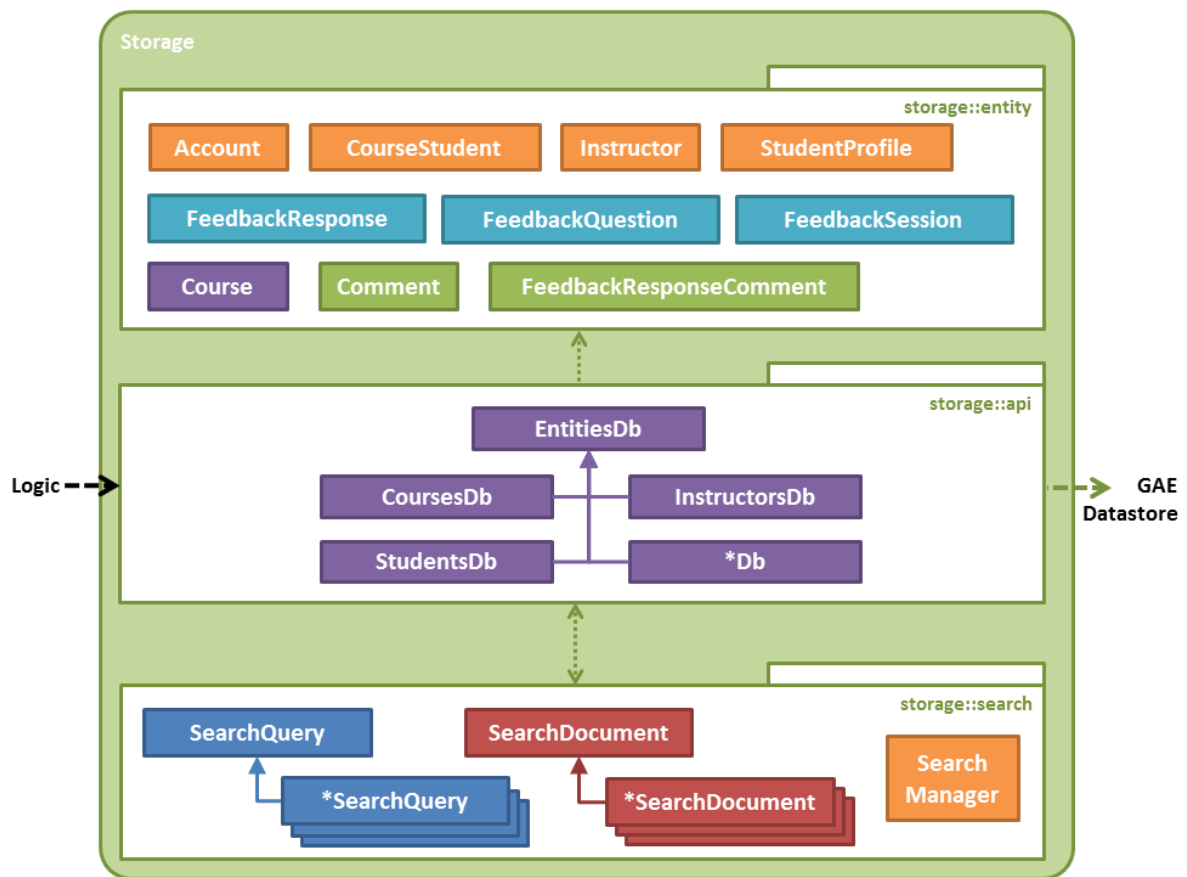 Storage
storage::entity
Account
CourseStudent
Instructor
StudentProfile
FeedbackResponse
FeedbackQuestion
FeedbackSession
Course
Comment
FeedbackResponseComment
storage::api
EntitiesDb
Logic
CoursesDb
InstructorsDb
GAE
Datastore
StudentsDb
*Db
storage::search
SearchQuery
SearchDocument
Search
Manager
*SearchQuery
*SearchDocument